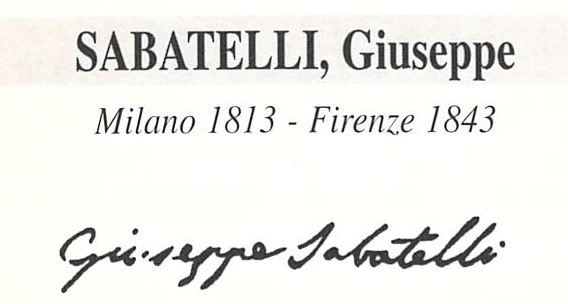 SABATELLI, Giuseppe
Milano 1813 - Firenze 1843
Giuseppe Sabatelli